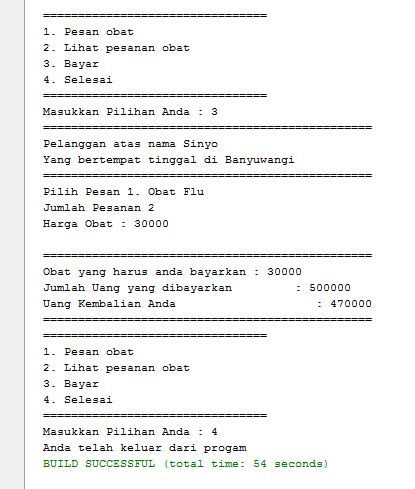 ================================
1. Pesan obat
2. Lihat pesanan obat
3. Bayar
4. Selesai
================================
Masukkan Pilihan Anda : 3
===============================================
Pelanggan atas nama Sinyo
Yang bertempat tinggal di Banyuwangi
===============================================
Pilih Pesan 1. Obat Flu
Jumlah Pesanan 2
Harga Obat : 30000

===============================================
Obat yang harus anda bayarkan : 30000
Jumlah Uang yang dibayarkan         : 500000
Uang Kembalian Anda                    : 470000
===============================================
================================
1. Pesan obat
2. Lihat pesanan obat
3. Bayar
4. Selesai
================================
Masukkan Pilihan Anda : 4
Anda telah keluar dari progam
BUILD SUCCESSFUL (total time: 54 seconds)